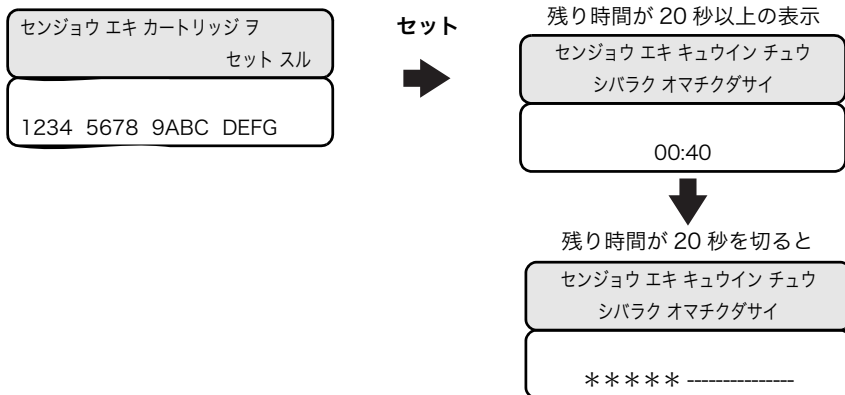 センジョウ エキ カートリッジ ヲ
セット スル
1234 5678 9ABC DEFG
セット
残り時間が 20 秒以上の表示
センジョウ エキ キュウイン チュウ
シバラク オマチクダサイ
00:40
残り時間が 20 秒を切ると
センジョウ エキ キュウイン チュウ
シバラク オマチクダサイ
＊＊＊＊＊ ---------------